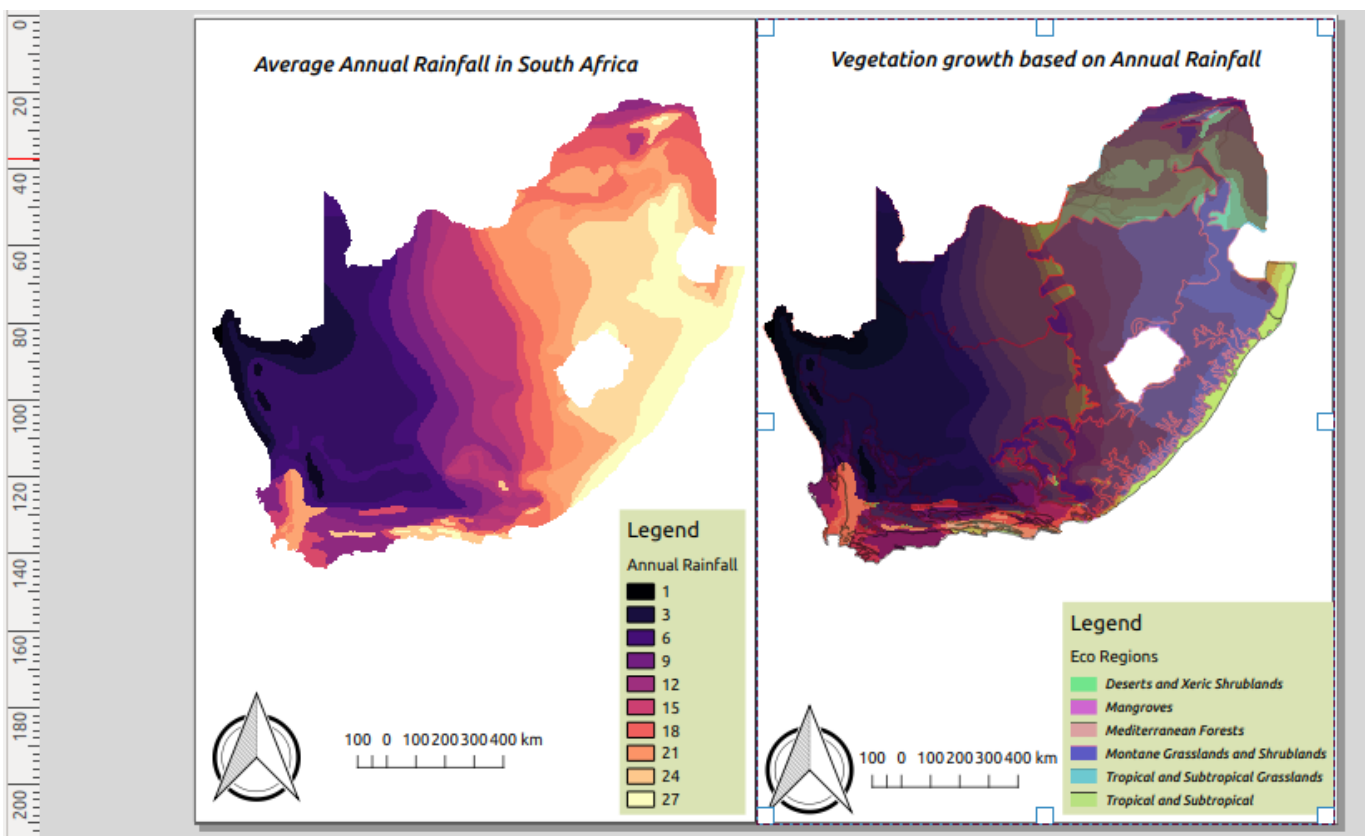 0
20
40
60
80
100
120
140
160
180
200
Average Annual Rainfall in South Africa
Legend
Annual Rainfall
1
3
6
9
12
15
18
21
24
27
100 0 100 200 300 400 km
Vegetation growth based on Annual Rainfall
Legend
Eco Regions
Deserts and Xeric Shrublands
Mangroves
Mediterranean Forests
Montane Grasslands and Shrublands
Tropical and Subtropical Grasslands
Tropical and Subtropical
100 0 100 200 300 400 km